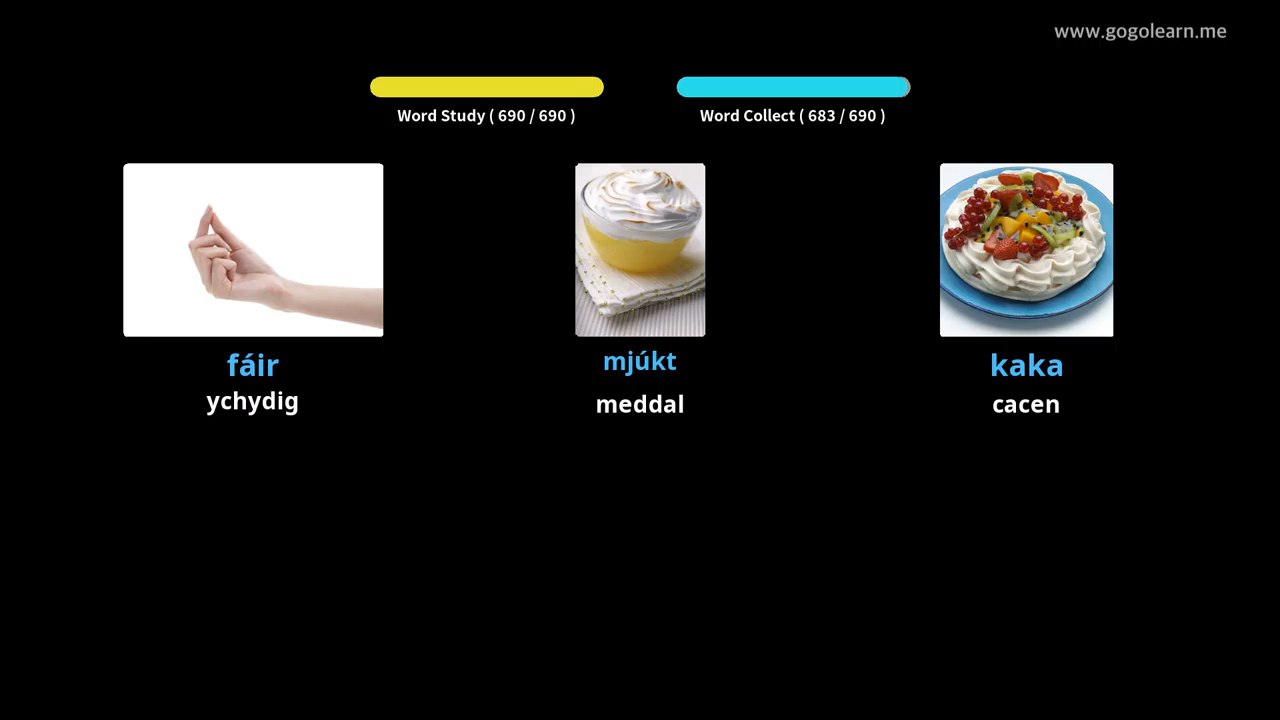 www.gogolearn.me
Word Study ( 690 / 690 )
Word Collect ( 683 / 690 )
fáir
ychydig
mjúkt
meddal
kaka
cacen